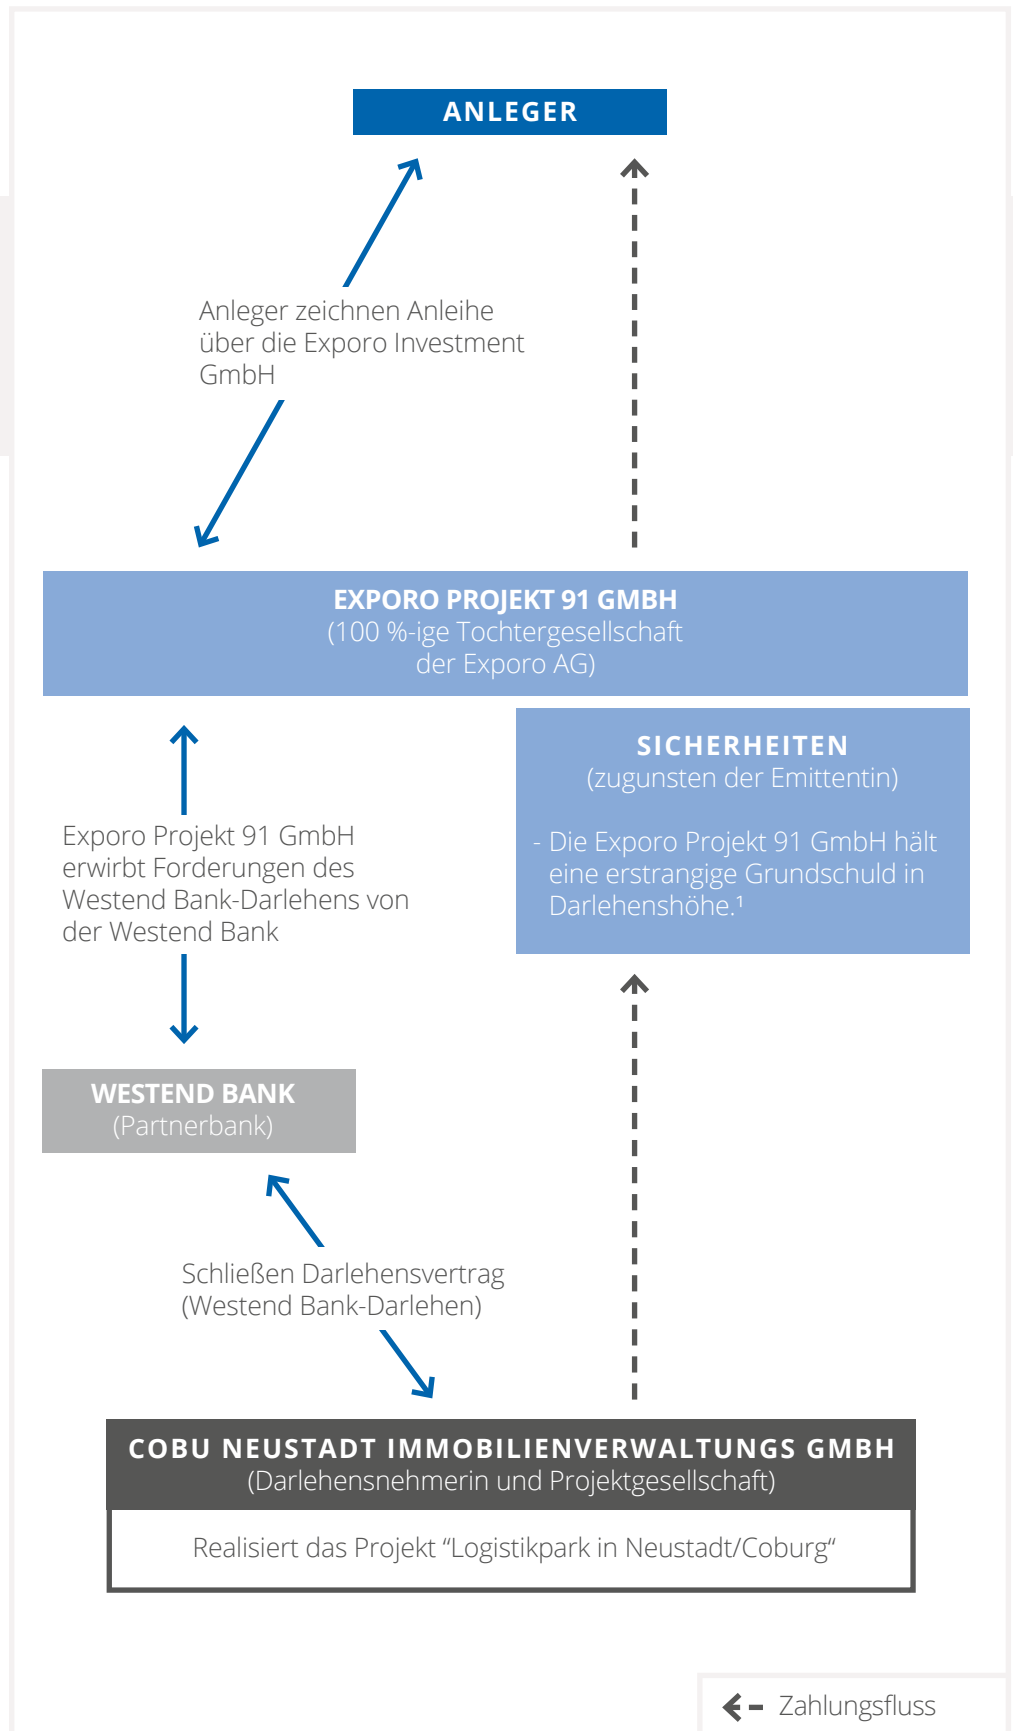 ANLEGER
Anleger zeichnen Anleihe
über die Exporo Investment
GmbH
EXPORO PROJEKT 91 GMBH
(100 %-ige Tochtergesellschaft
der Exporo AG)
SICHERHEITEN
(zugunsten der Emittentin)
- Die Exporo Projekt 91 GmbH hält
eine erstrangige Grundschuld in
Darlehenshöhe.¹
Exporo Projekt 91 GmbH
erwirbt Forderungen des
Westend Bank-Darlehens von
der Westend Bank
WESTEND BANK
(Partnerbank)
Schließen Darlehensvertrag
(Westend Bank-Darlehen)
COBU NEUSTADT IMMOBILIENVERWALTUNGS GMBH
(Darlehensnehmerin und Projektgesellschaft)
Realisiert das Projekt “Logistikpark in Neustadt/Coburg“
Zahlungsfluss